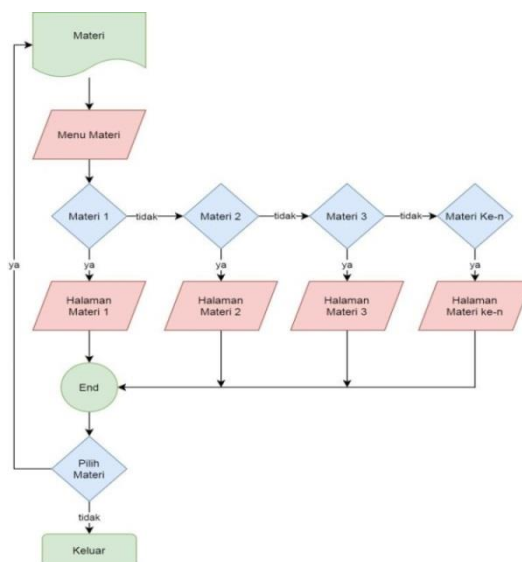 Materi
Menu Materi
Materi 1
tidak
Materi 2
tidak
Materi 3
tidak
Materi Ke-n
ya
ya
ya
ya
ya
Halaman
Materi 1
Halaman
Materi 2
Halaman
Materi 3
Halaman
Materi ke-n
End
Pilih
Materi
tidak
Keluar